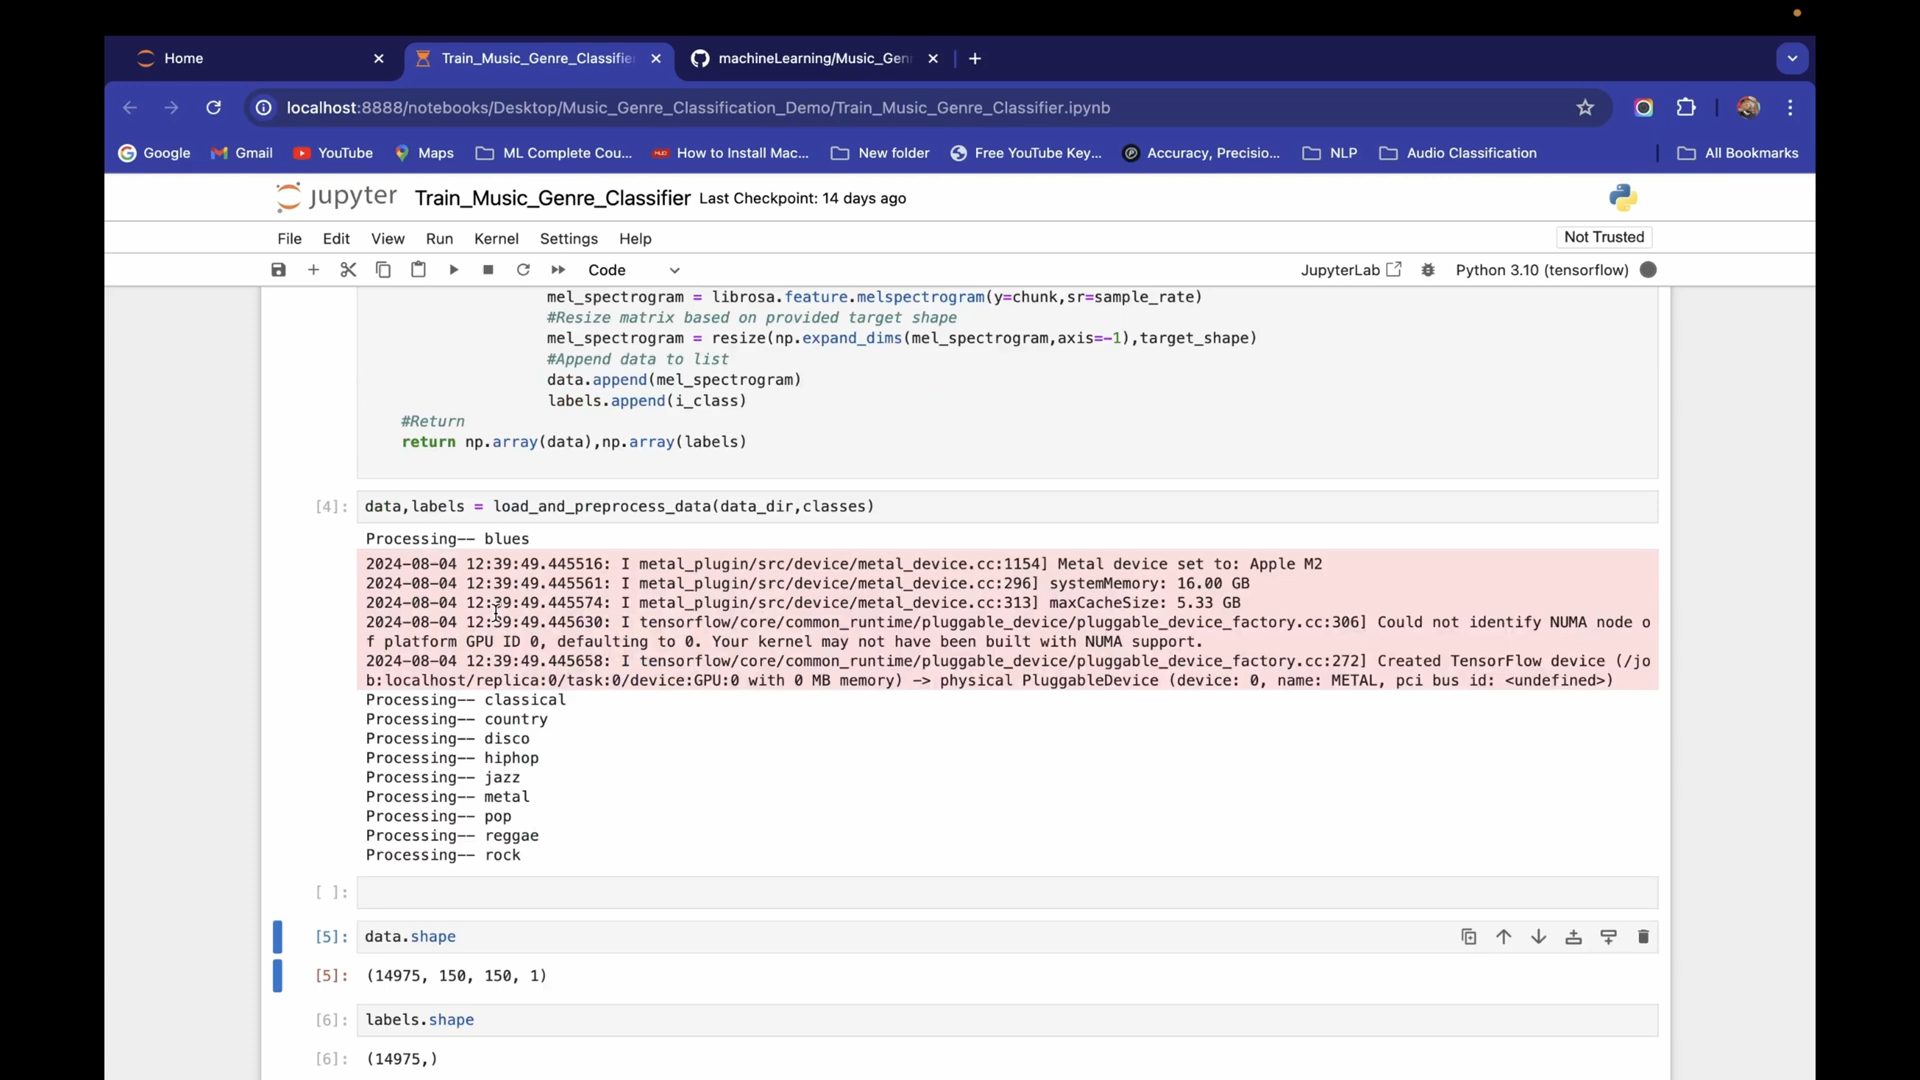 Home
Train_Music_Genre_Classifier
machineLearning/Music_Gen
localhost:8888/notebooks/Desktop/Music_Genre_Classification_Demo/Train_Music_Genre_Classifier.ipynb
Google Gmail YouTube Maps ML Complete Cou... How to Install Mac... New folder Free YouTube Key... Accuracy, Precisio... NLP Audio Classification All Bookmarks
jupyter Train_Music_Genre_Classifier Last Checkpoint: 14 days ago
File Edit View Run Kernel Settings Help Not Trusted
Code JupyterLab Python 3.10 (tensorflow)
mel_spectrogram = librosa.feature.melspectrogram(y=chunk,sr=sample_rate)
#Resize matrix based on provided target shape
mel_spectrogram = resize(np.expand_dims(mel_spectrogram,axis=-1),target_shape)
#Append data to list
data.append(mel_spectrogram)
labels.append(i_class)
#Return
return np.array(data),np.array(labels)
[4]: data,labels = load_and_preprocess_data(data_dir,classes)
Processing-- blues
2024-08-04 12:39:49.445516: I metal_plugin/src/device/metal_device.cc:1154] Metal device set to: Apple M2
2024-08-04 12:39:49.445561: I metal_plugin/src/device/metal_device.cc:296] systemMemory: 16.00 GB
2024-08-04 12:39:49.445574: I metal_plugin/src/device/metal_device.cc:313] maxCacheSize: 5.33 GB
2024-08-04 12:39:49.445630: I tensorflow/core/common_runtime/pluggable_device/pluggable_device_factory.cc:306] Could not identify NUMA node o
f platform GPU ID 0, defaulting to 0. Your kernel may not have been built with NUMA support.
2024-08-04 12:39:49.445658: I tensorflow/core/common_runtime/pluggable_device/pluggable_device_factory.cc:272] Created TensorFlow device (/jo
b:localhost/replica:0/task:0/device:GPU:0 with 0 MB memory) -> physical PluggableDevice (device: 0, name: METAL, pci bus id: <undefined>)
Processing-- classical
Processing-- country
Processing-- disco
Processing-- hiphop
Processing-- jazz
Processing-- metal
Processing-- pop
Processing-- reggae
Processing-- rock
[ ]:
[5]: data.shape
[5]: (14975, 150, 150, 1)
[6]: labels.shape
[6]: (14975,)